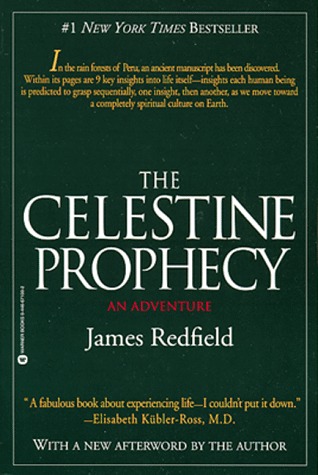 #1 NEW YORK TIMES BESTSELLER
In the rain forests of Peru, an ancient manuscript has been discovered.
Within its pages are 9 key insights into life itself—insights each human being
is predicted to grasp sequentially, one insight, then another, as we move toward
a completely spiritual culture on Earth.
THE
CELESTINE
PROPHECY
AN ADVENTURE
James Redfield
"A fabulous book about experiencing life—I couldn't put it down."
—Elisabeth Kübler-Ross, M.D.
WITH A NEW AFTERWORD BY THE AUTHOR